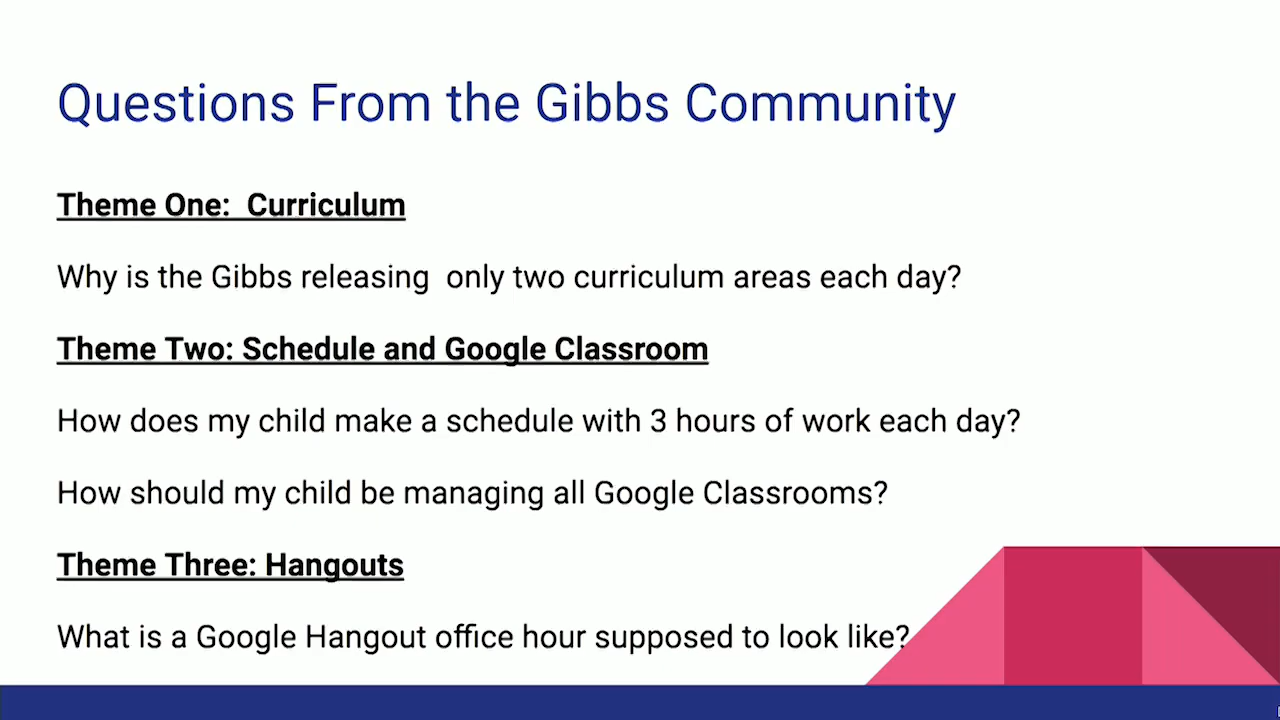 Questions From the Gibbs Community
Theme One:  Curriculum
Why is the Gibbs releasing  only two curriculum areas each day?
Theme Two: Schedule and Google Classroom
How does my child make a schedule with 3 hours of work each day?
How should my child be managing all Google Classrooms?
Theme Three: Hangouts
What is a Google Hangout office hour supposed to look like?